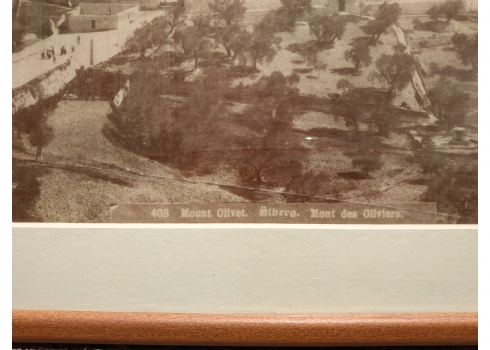 403 Mount Olivet. Ölberg. Mont des Oliviers.